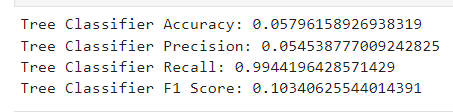 Tree Classifier Accuracy: 0.05796158926938319
Tree Classifier Precision: 0.054538777009242825
Tree Classifier Recall: 0.9944196428571429
Tree Classifier F1 Score: 0.10340625544014391